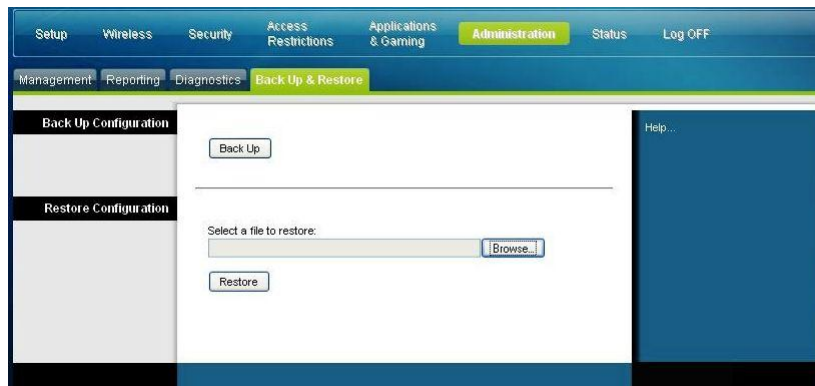 Setup Wireless Security Access Restrictions Applications & Gaming Administration Status Log OFF
Management Reporting Diagnostics Back Up & Restore
Back Up Configuration
Back Up
Help...
Restore Configuration
Select a file to restore:
Browse...
Restore